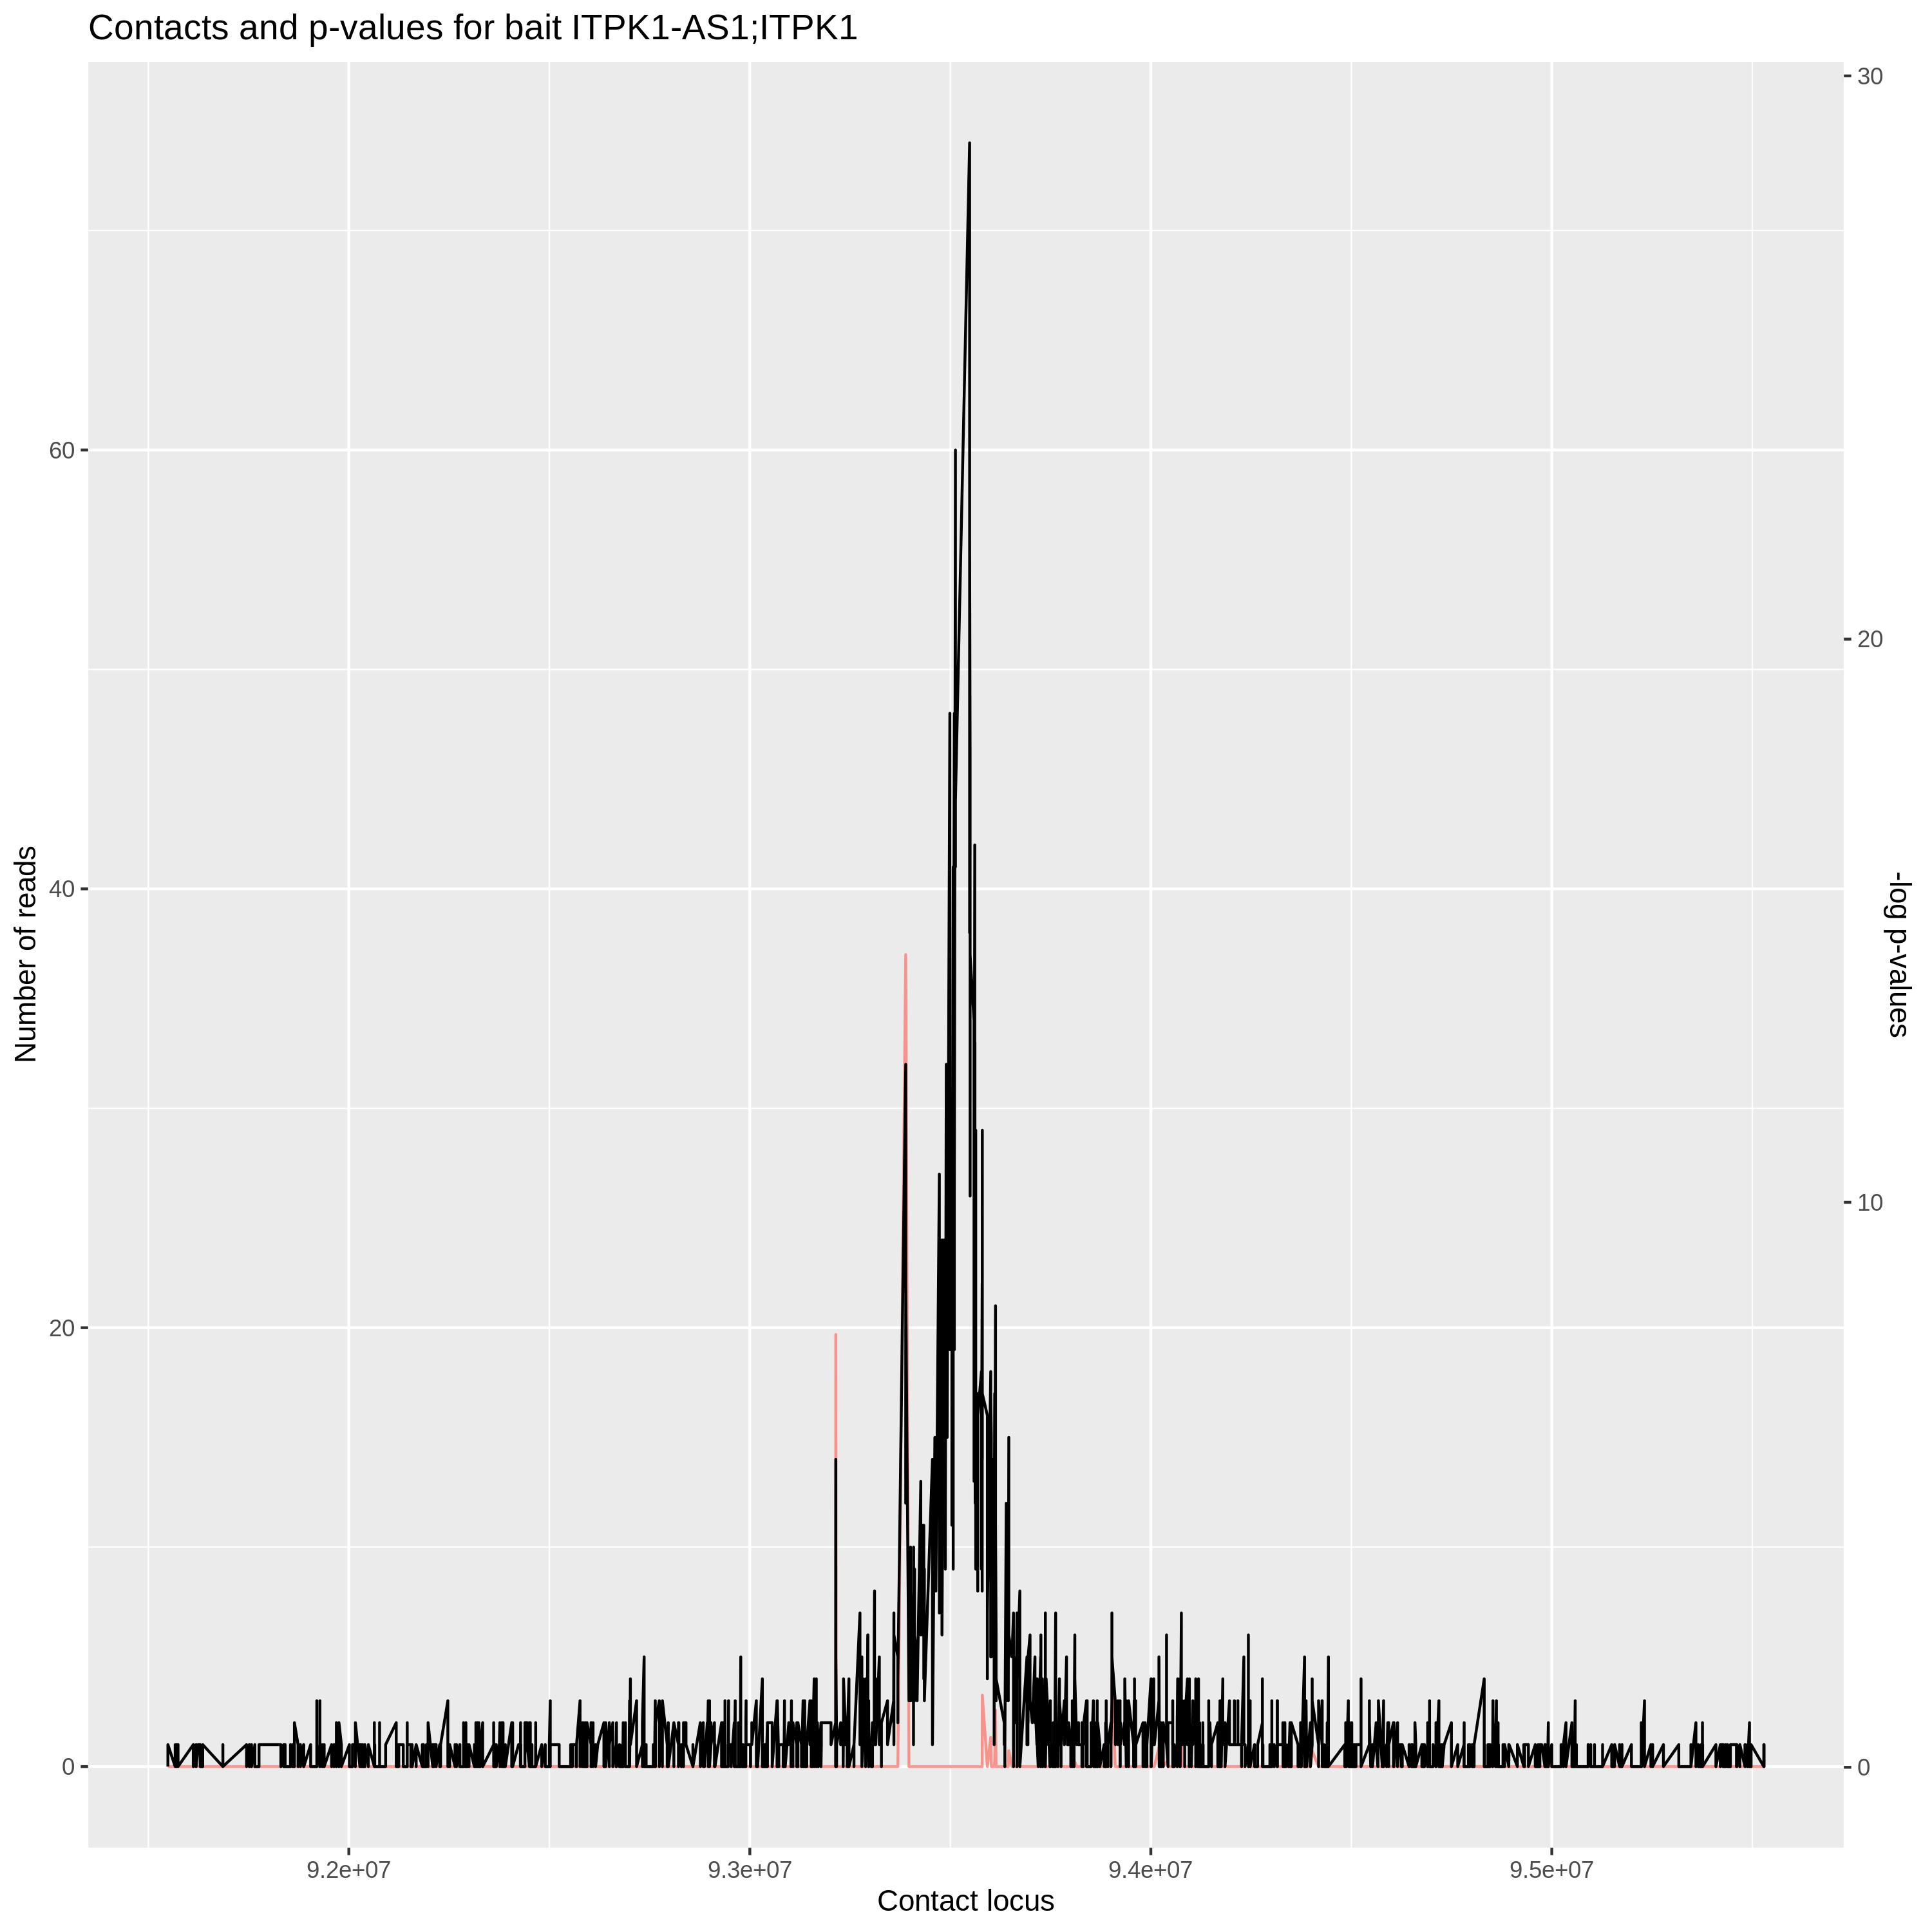 Contacts and p-values for bait ITPK1-AS1;ITPK1
30
20
10
0
60
40
20
0
Number of reads
-log p-values
9.2e+07
9.3e+07
9.4e+07
9.5e+07
Contact locus